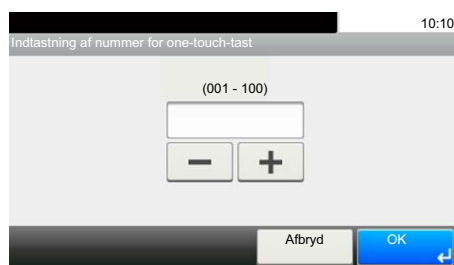 10:10
Indtastning af nummer for one-touch-tast
(001 - 100)
Afbryd
OK